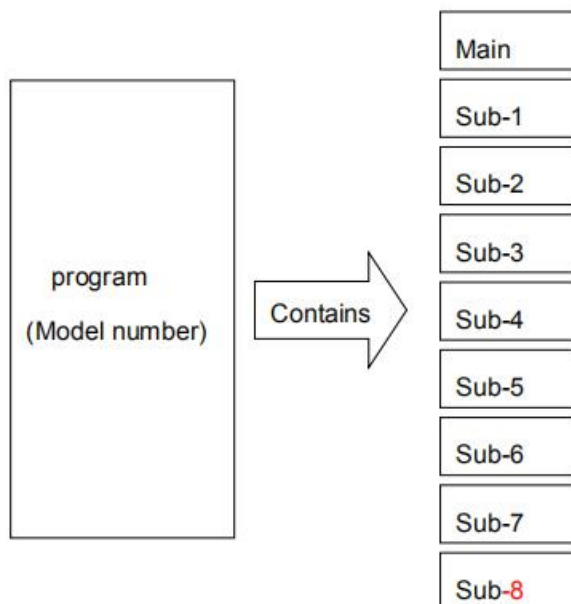 program
(Model number)
Contains
Main
Sub-1
Sub-2
Sub-3
Sub-4
Sub-5
Sub-6
Sub-7
Sub-8